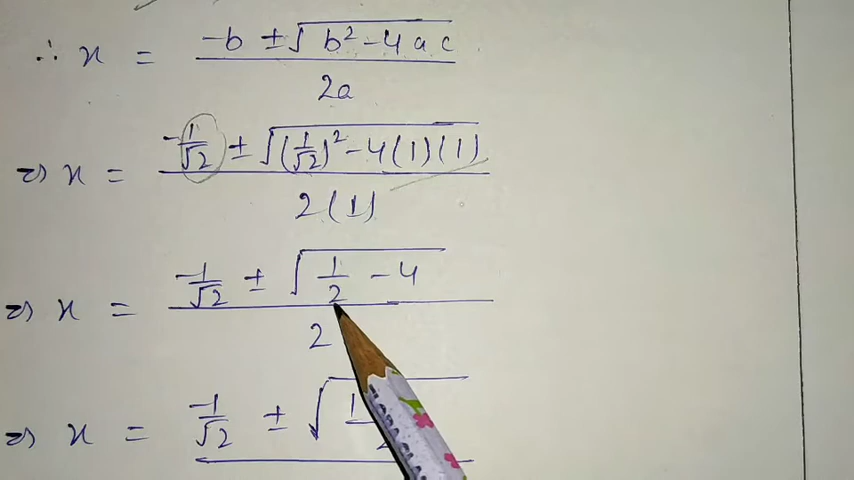 ∴ x = (-b ± √(b² - 4ac)) / 2a
⇒ x = (-1/√2 ± √((1/√2)² - 4(1)(1))) / 2(1)
⇒ x = (-1/√2 ± √(1/2 - 4)) / 2
⇒ x = -1/√2 ± √1